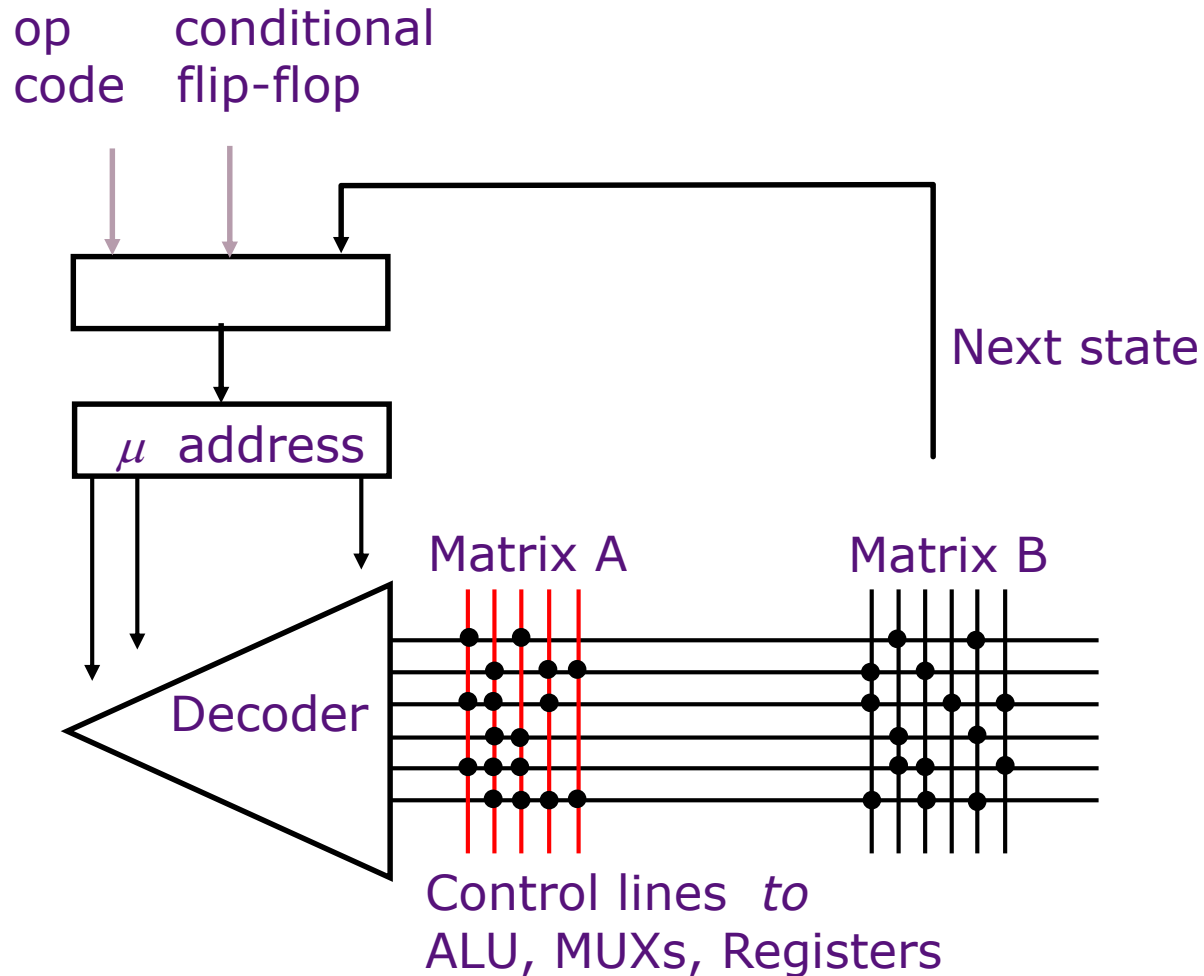 op conditional
code flip-flop
Next state
μ address
Matrix A Matrix B
Decoder
Control lines to
ALU, MUXs, Registers